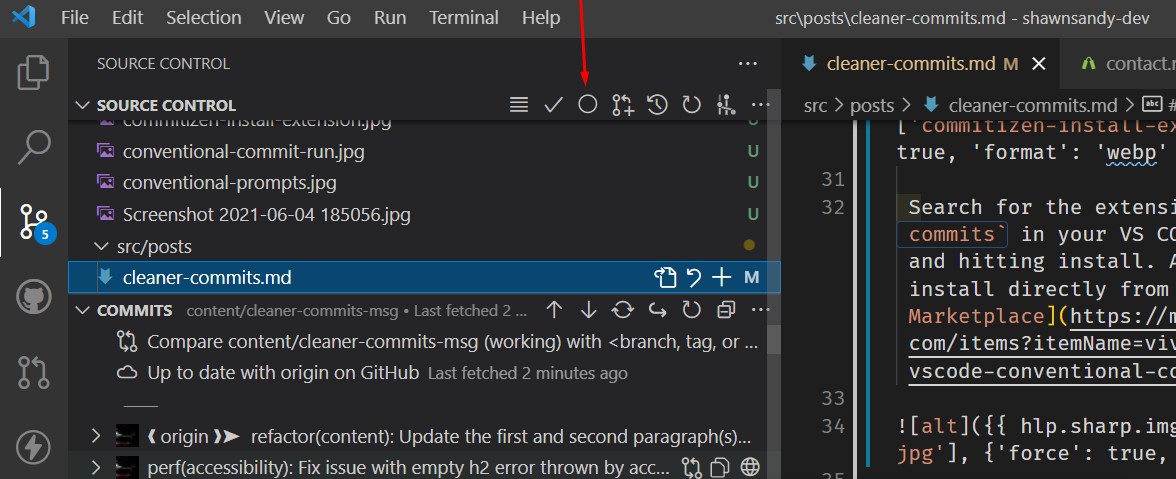 File Edit Selection View Go Run Terminal Help src\posts\cleaner-commits.md - shawnsandy-dev
SOURCE CONTROL
cleaner-commits.md M
contact.r
SOURCE CONTROL
src > posts > cleaner-commits.md > abc #
commitizen-install-extension.jpg U
conventional-commit-run.jpg U
conventional-prompts.jpg U
Screenshot 2021-06-04 185056.jpg U
src/posts
cleaner-commits.md M
5
COMMITS content/cleaner-commits-msg • Last fetched 2 ...
Compare content/cleaner-commits-msg (working) with <branch, tag, or ...
Up to date with origin on GitHub Last fetched 2 minutes ago
origin refactor(content): Update the first and second paragraph(s)...
perf(accessibility): Fix issue with empty h2 error thrown by acc...
['commitizen-install-ex
true, 'format': 'webp'
31
32 Search for the extensi
commits` in your VS CO
and hitting install. A
install directly from
Marketplace](https://m
com/items?itemName=viv
vscode-conventional-co
33
34 ![alt]({{ hlp.sharp.img
jpg'], {'force': true,
35